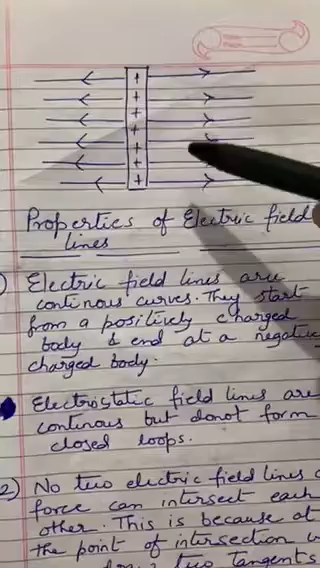 +
+
+
+
+
+
Properties of Electric field
lines
Electric field lines are
continous curves. They start
from a positively charged
body & end at a negative
charged body.
Electrostatic field lines are
continous but donot form
closed loops.
2) No two electric field lines
force can intersect each
other. This is because at
the point of intersection
two Tangents